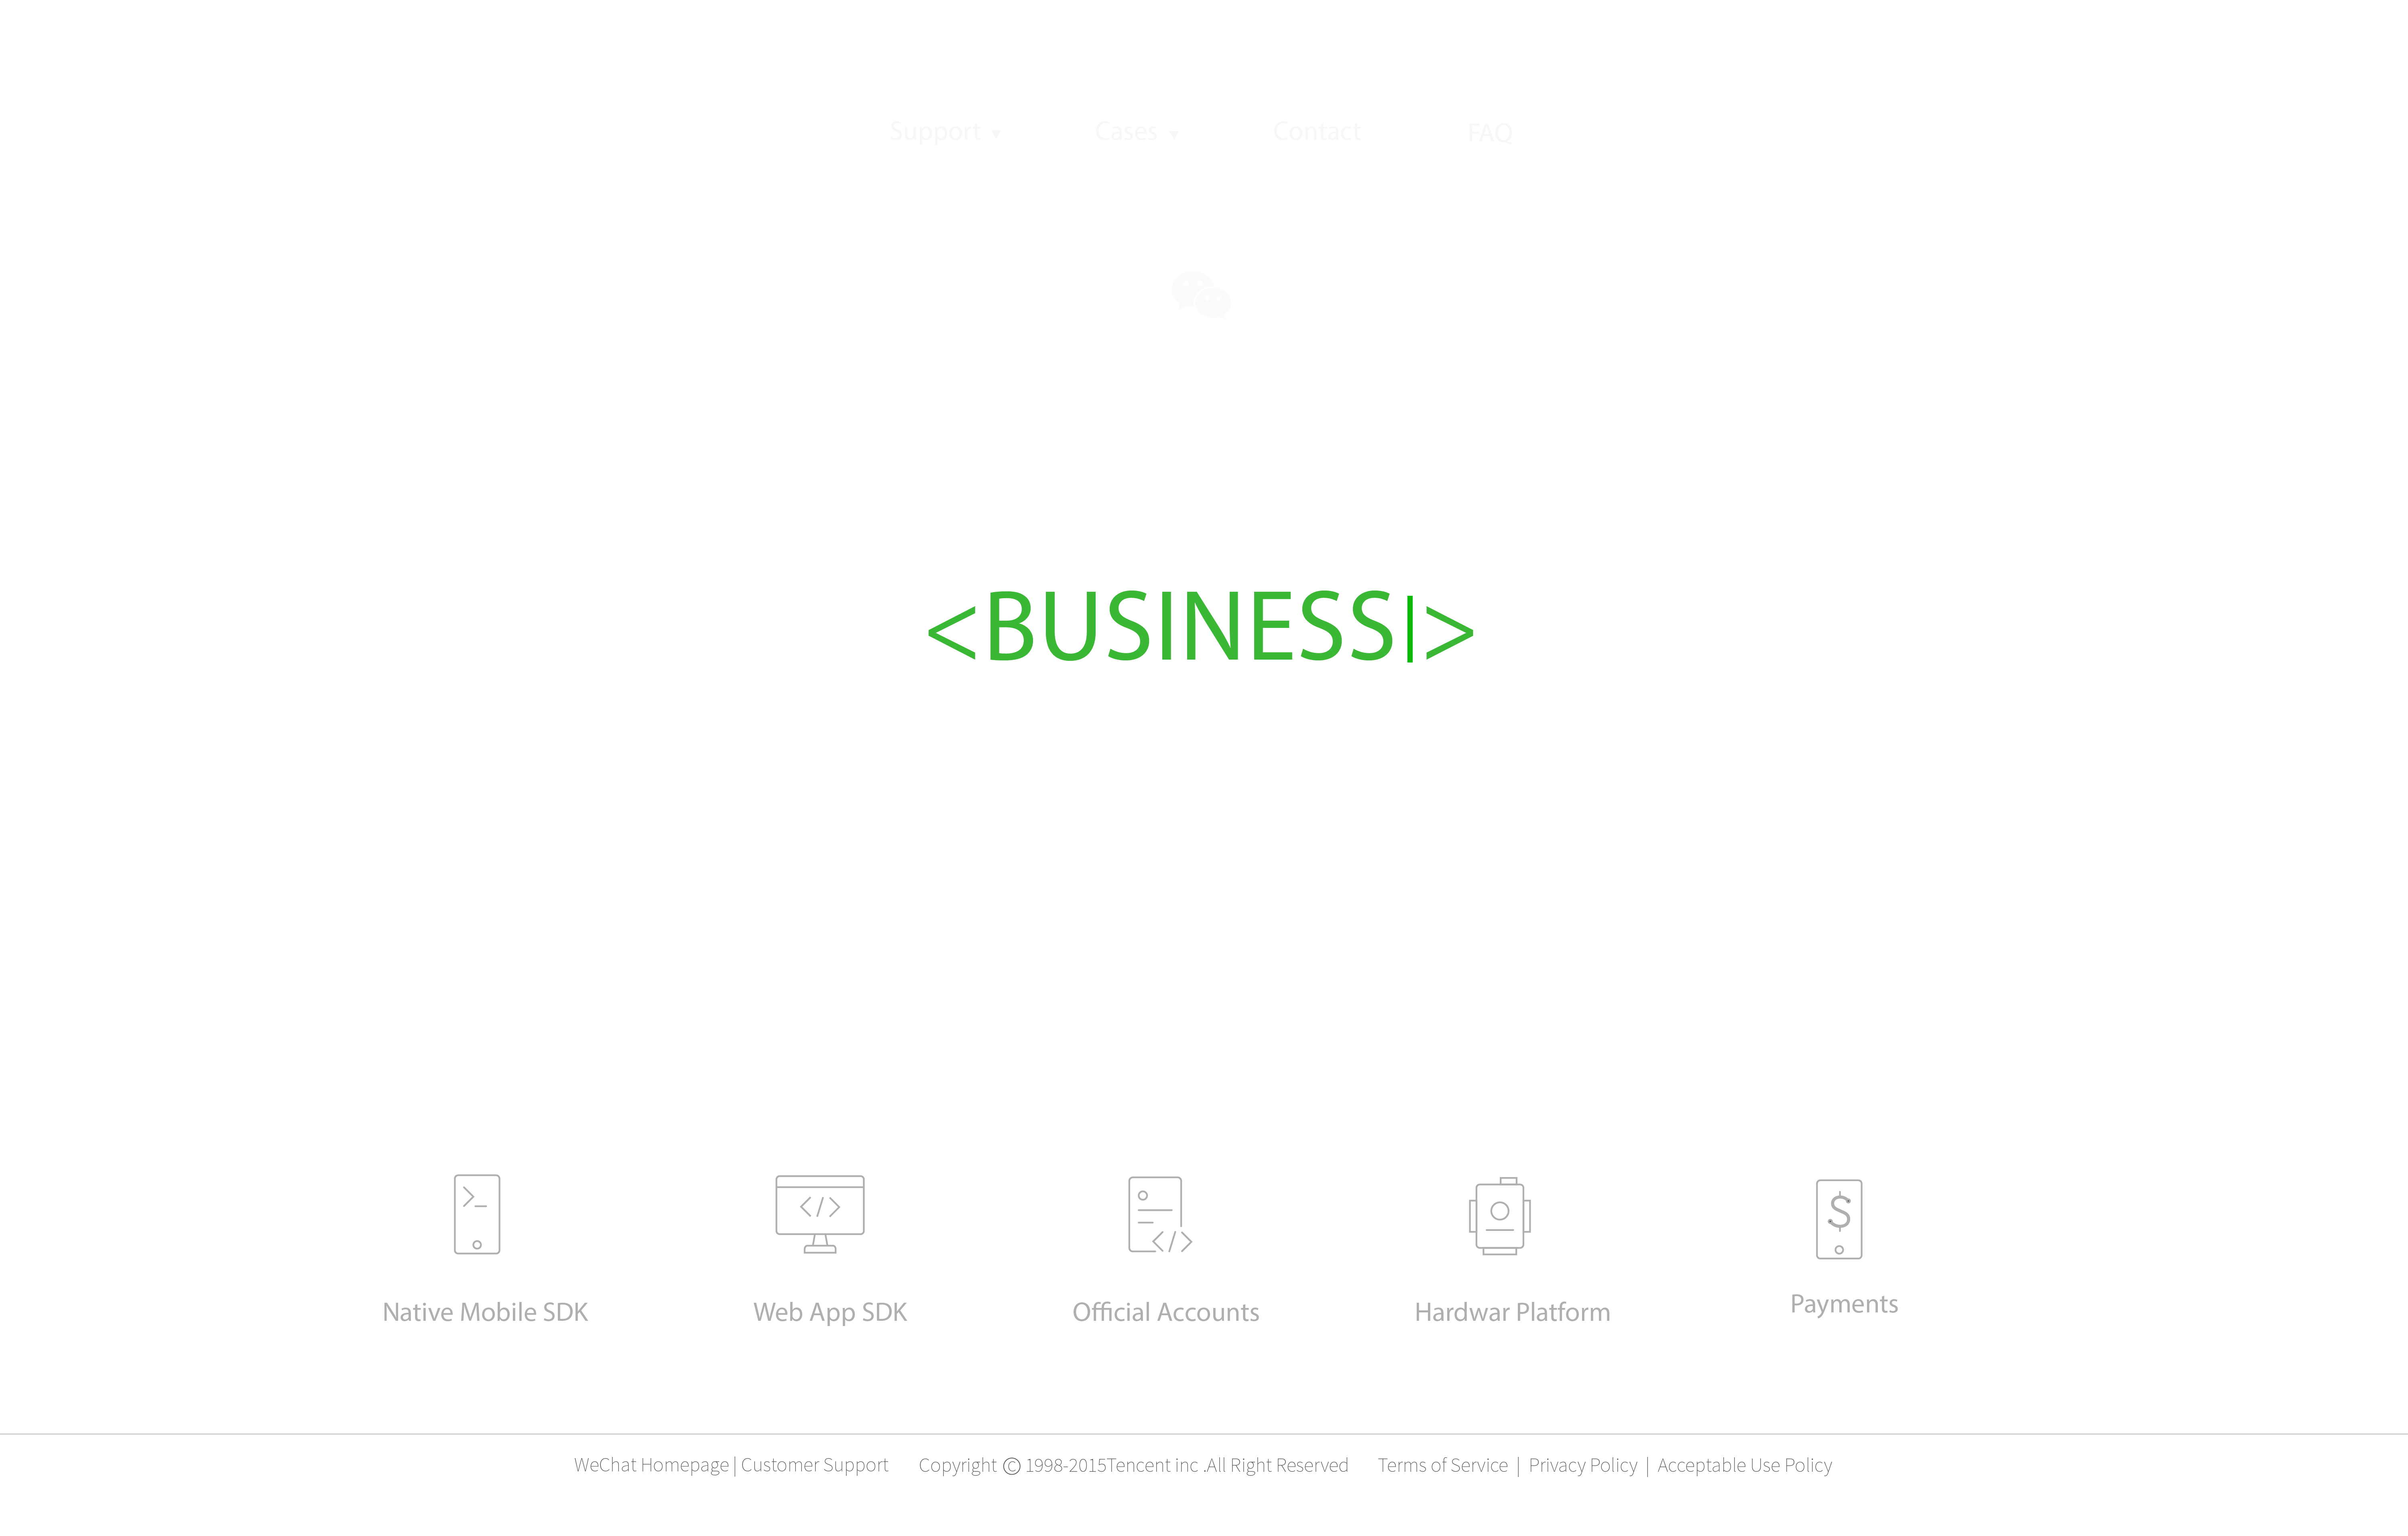 Support ▾ Cases ▾ Contact FAQ
<BUSINESS|>
Native Mobile SDK Web App SDK Official Accounts Hardwar Platform Payments
WeChat Homepage | Customer Support Copyright © 1998-2015Tencent inc .All Right Reserved Terms of Service | Privacy Policy | Acceptable Use Policy